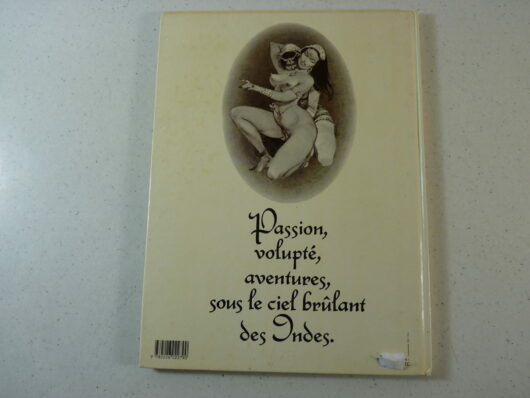 Passion,
volupté,
aventures,
sous le ciel brûlant
des Indes.